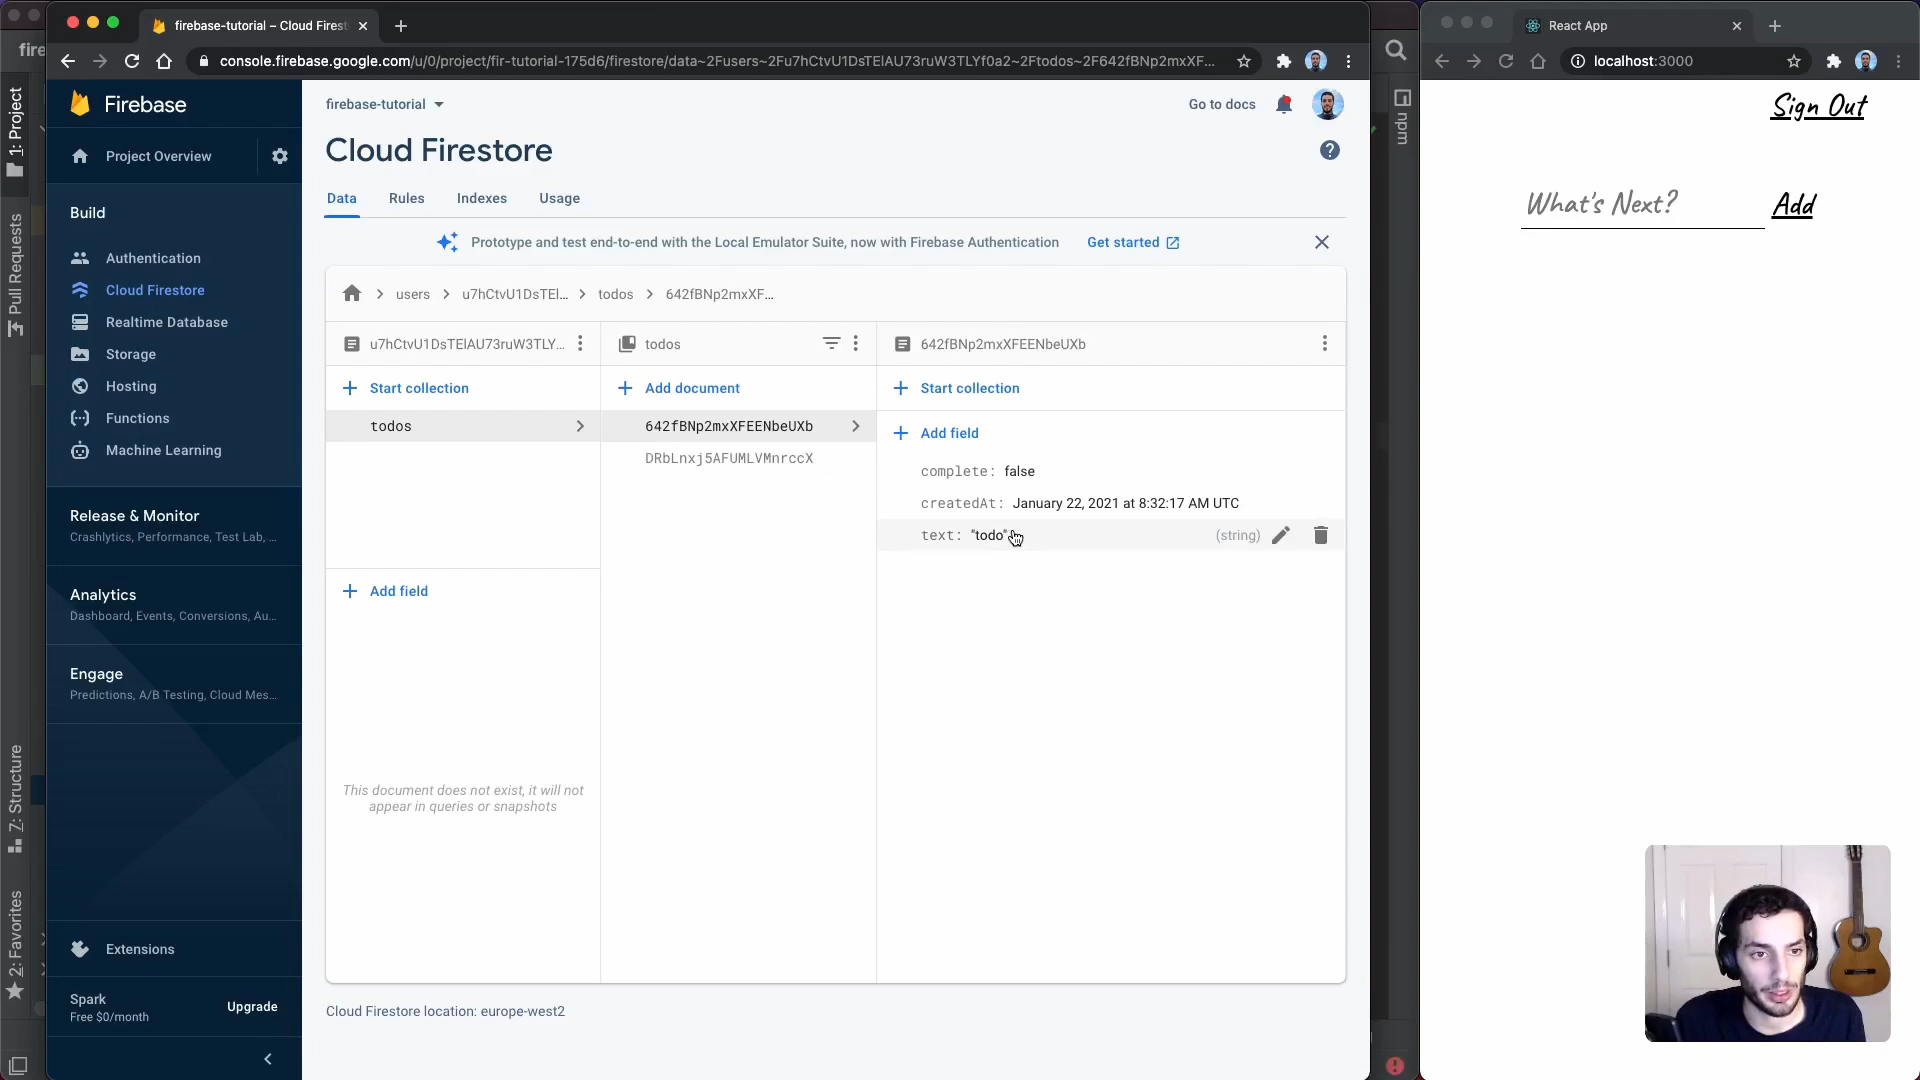 firebase-tutorial – Cloud Firest
React App
fire
console.firebase.google.com/u/0/project/fir-tutorial-175d6/firestore/data~2Fusers~2Fu7hCtvU1DsTElAU73ruW3TLYf0a2~2Ftodos~2F642fBNp2mxXF...
localhost:3000
1: Project
Pull Requests
Z: Structure
2: Favorites
npm
Firebase
Project Overview
Build
Authentication
Cloud Firestore
Realtime Database
Storage
Hosting
Functions
Machine Learning
Release & Monitor
Crashlytics, Performance, Test Lab, ...
Analytics
Dashboard, Events, Conversions, Au...
Engage
Predictions, A/B Testing, Cloud Mes...
Extensions
Spark
Free $0/month
Upgrade
firebase-tutorial
Go to docs
Cloud Firestore
Data
Rules
Indexes
Usage
Prototype and test end-to-end with the Local Emulator Suite, now with Firebase Authentication
Get started
users
u7hCtvU1DsTEl...
todos
642fBNp2mxXF...
u7hCtvU1DsTElAU73ruW3TLY...
Start collection
todos
Add field
This document does not exist, it will not
appear in queries or snapshots
todos
Add document
642fBNp2mxXFEENbeUXb
DRbLnxj5AFUMLVMnrccX
642fBNp2mxXFEENbeUXb
Start collection
Add field
complete: false
createdAt: January 22, 2021 at 8:32:17 AM UTC
text: "todo"
(string)
Cloud Firestore location: europe-west2
Sign Out
What's Next?
Add